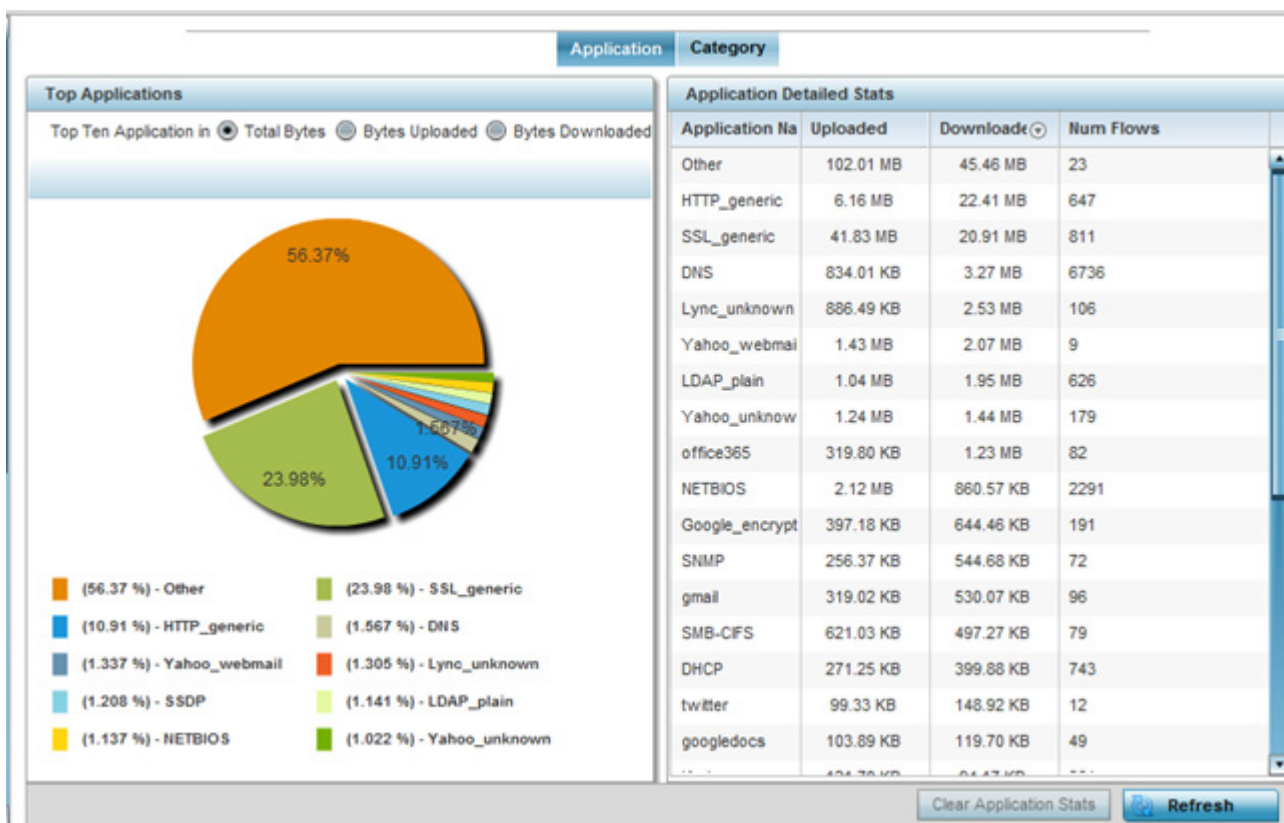 Application Category
Top Applications
Top Ten Application in Total Bytes Bytes Uploaded Bytes Downloaded
56.37%
1.567%
10.91%
23.98%
(56.37 %) - Other (23.98 %) - SSL_generic
(10.91 %) - HTTP_generic (1.567 %) - DNS
(1.337 %) - Yahoo_webmail (1.305 %) - Lync_unknown
(1.208 %) - SSDP (1.141 %) - LDAP_plain
(1.137 %) - NETBIOS (1.022 %) - Yahoo_unknown
Application Detailed Stats
Application Na Uploaded Downloade Num Flows
Other 102.01 MB 45.46 MB 23
HTTP_generic 6.16 MB 22.41 MB 647
SSL_generic 41.83 MB 20.91 MB 811
DNS 834.01 KB 3.27 MB 6736
Lync_unknown 886.49 KB 2.53 MB 106
Yahoo_webmai 1.43 MB 2.07 MB 9
LDAP_plain 1.04 MB 1.95 MB 626
Yahoo_unknow 1.24 MB 1.44 MB 179
office365 319.80 KB 1.23 MB 82
NETBIOS 2.12 MB 860.57 KB 2291
Google_encrypt 397.18 KB 644.46 KB 191
SNMP 256.37 KB 544.68 KB 72
gmail 319.02 KB 530.07 KB 96
SMB-CIFS 621.03 KB 497.27 KB 79
DHCP 271.25 KB 399.88 KB 743
twitter 99.33 KB 148.92 KB 12
googledocs 103.89 KB 119.70 KB 49
Clear Application Stats Refresh